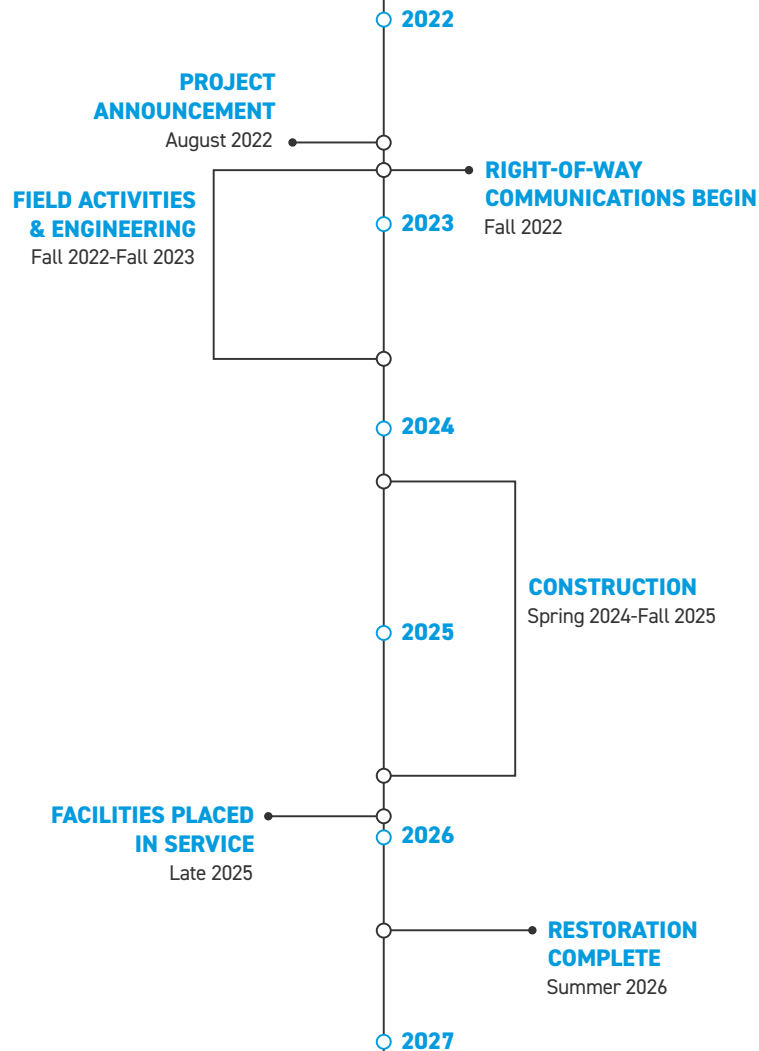 2022
PROJECT
ANNOUNCEMENT
August 2022
RIGHT-OF-WAY
COMMUNICATIONS BEGIN
Fall 2022
FIELD ACTIVITIES
& ENGINEERING
Fall 2022-Fall 2023
2023
2024
CONSTRUCTION
Spring 2024-Fall 2025
2025
FACILITIES PLACED
IN SERVICE
Late 2025
2026
RESTORATION
COMPLETE
Summer 2026
2027